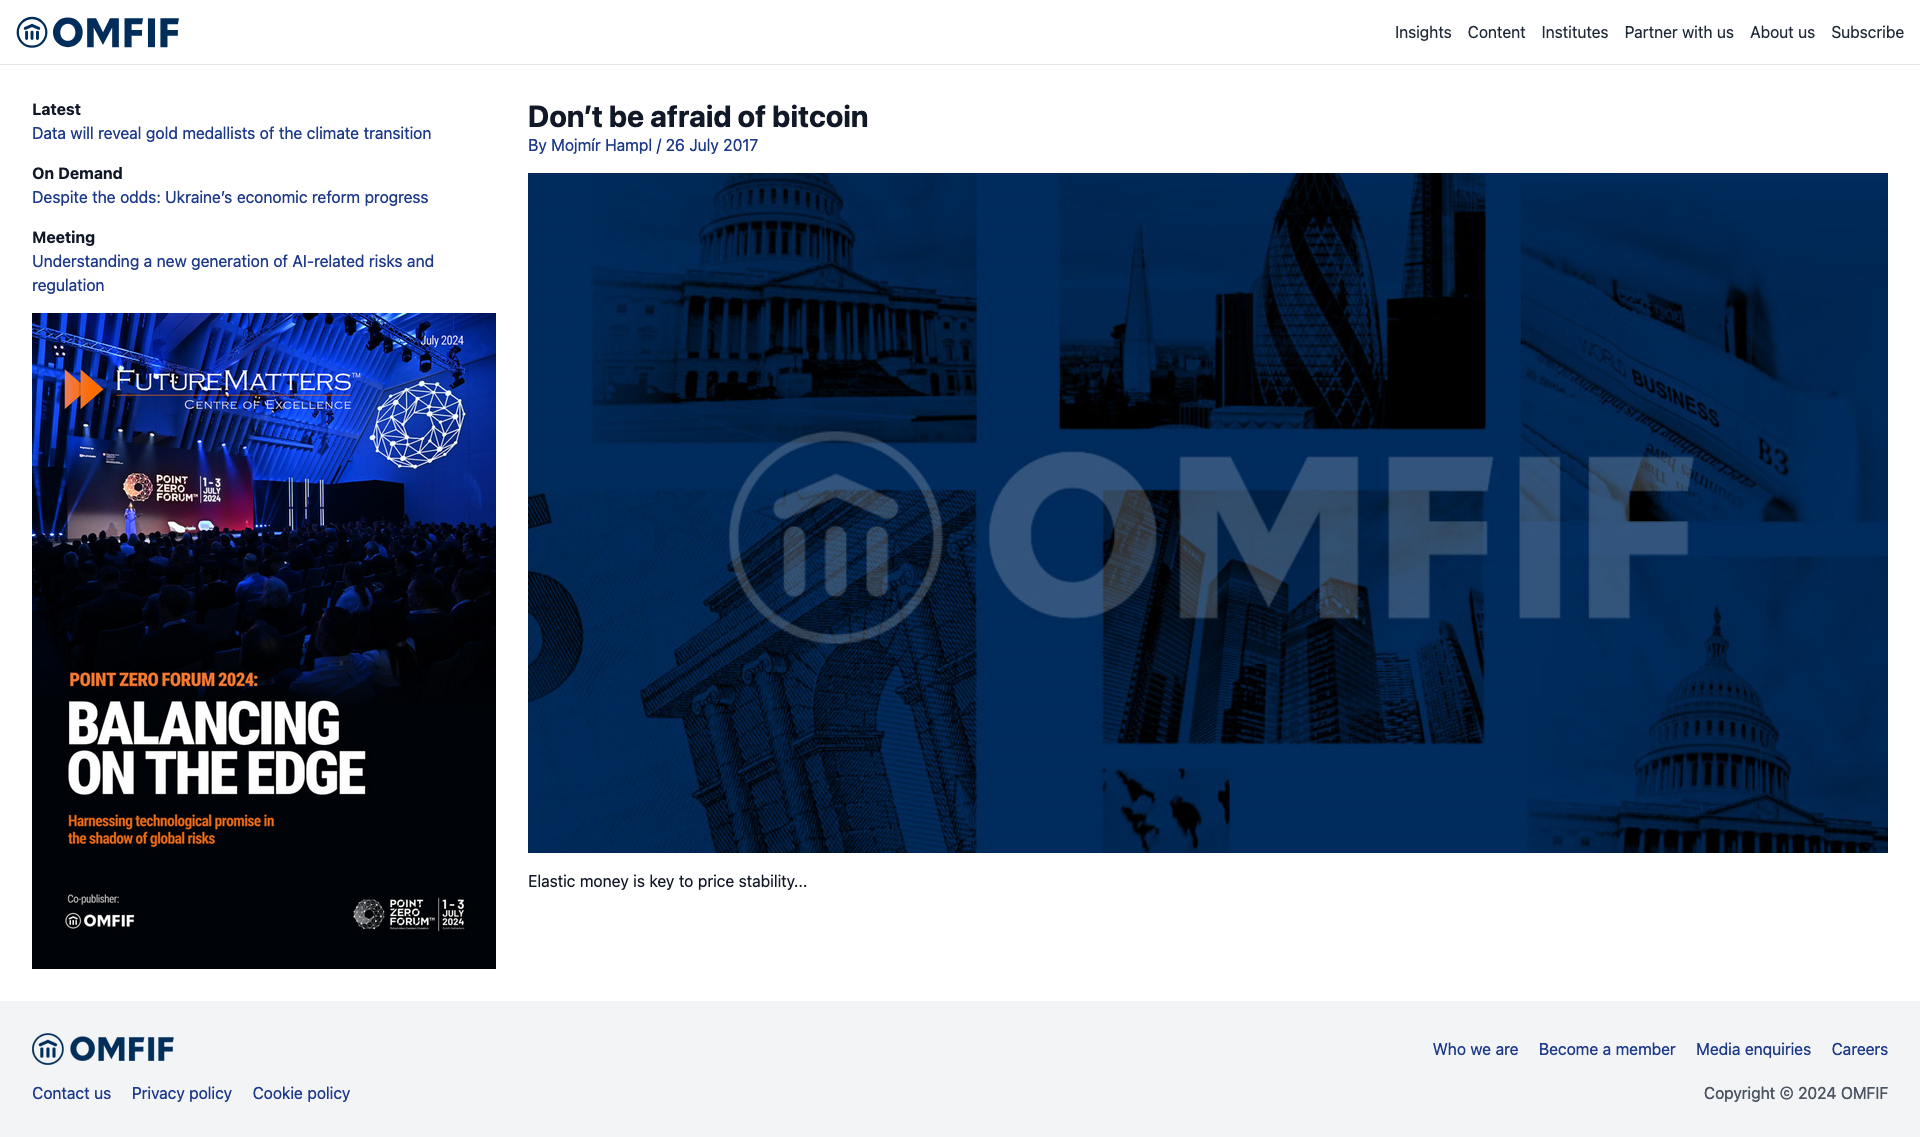 OMFIF
Insights Content Institutes Partner with us About us Subscribe
Latest
Data will reveal gold medallists of the climate transition
On Demand
Despite the odds: Ukraine’s economic reform progress
Meeting
Understanding a new generation of AI-related risks and
regulation
July 2024
FUTUREMATTERS™
CENTRE OF EXCELLENCE
POINT
ZERO
FORUM™
1-3
JULY
2024
POINT ZERO FORUM 2024:
BALANCING
ON THE EDGE
Harnessing technological promise in
the shadow of global risks
Co-publisher:
OMFIF
POINT
ZERO
FORUM™
1-3
JULY
2024
Don’t be afraid of bitcoin
By Mojmír Hampl / 26 July 2017
WORLD BUSINESS
B3
OMFIF
Elastic money is key to price stability...
OMFIF
Who we are Become a member Media enquiries Careers
Contact us Privacy policy Cookie policy
Copyright © 2024 OMFIF